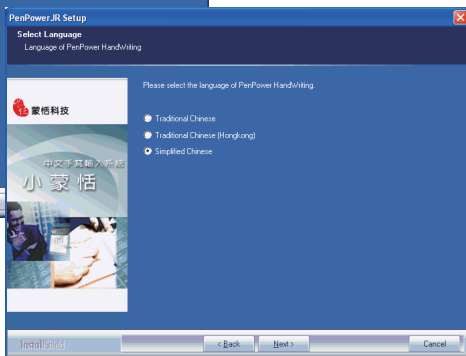 PenPowerJR Setup
Select Language
Language of PenPower HandWriting
Please select the language of PenPower HandWriting.
蒙恬科技
Traditional Chinese
Traditional Chinese (Hongkong)
Simplified Chinese
中文手寫輸入系統
小蒙恬
InstallShield
< Back
Next >
Cancel